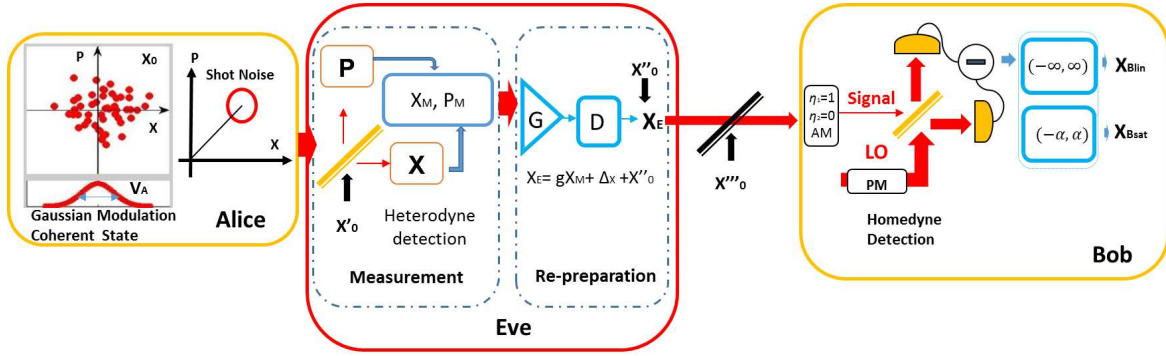 P
X₀
X
V_A
Gaussian Modulation
Coherent State
P
Shot Noise
X
Alice
P
X
X_M, P_M
X'₀
Heterodyne
detection
Measurement
G
D
X''₀
X_E
X_E= gX_M+ Δ_X +X''₀
Re-preparation
Eve
X'''₀
η₁=1
η₂=0
AM
Signal
LO
PM
Homedyne
Detection
(−∞, ∞)
(−α, α)
X_Blin
X_Bsat
Bob